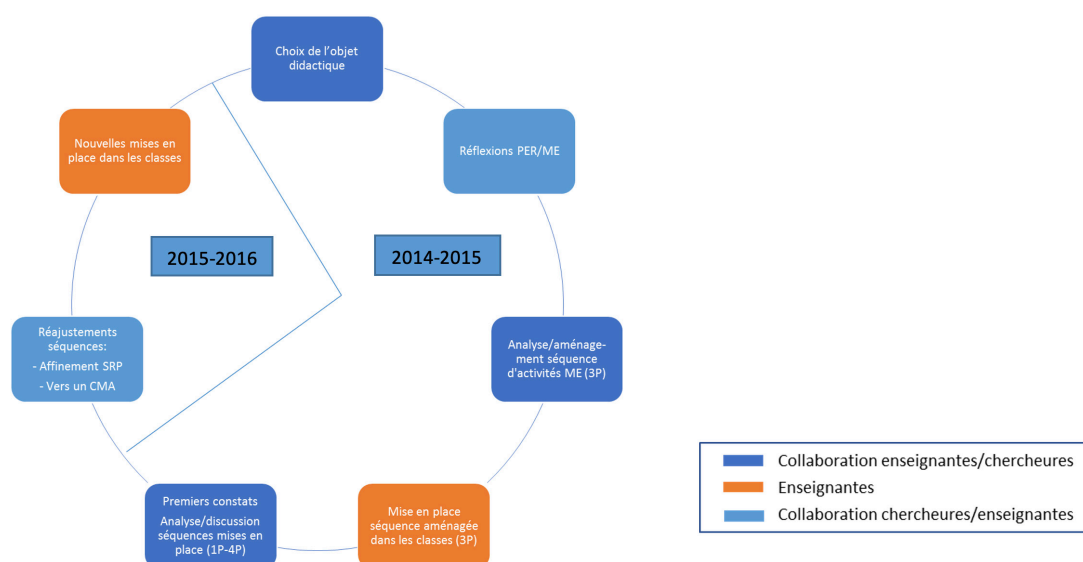 Choix de l'objet
didactique
Réflexions PER/ME
Analyse/aménage-
ment séquence
d'activités ME (3P)
Mise en place
séquence aménagée
dans les classes (3P)
Premiers constats
Analyse/discussion
séquences mises en
place (1P-4P)
Réajustements
séquences:
- Affinement SRP
- Vers un CMA
Nouvelles mises en
place dans les classes
2015-2016
2014-2015
Collaboration enseignantes/chercheures
Enseignantes
Collaboration chercheures/enseignantes